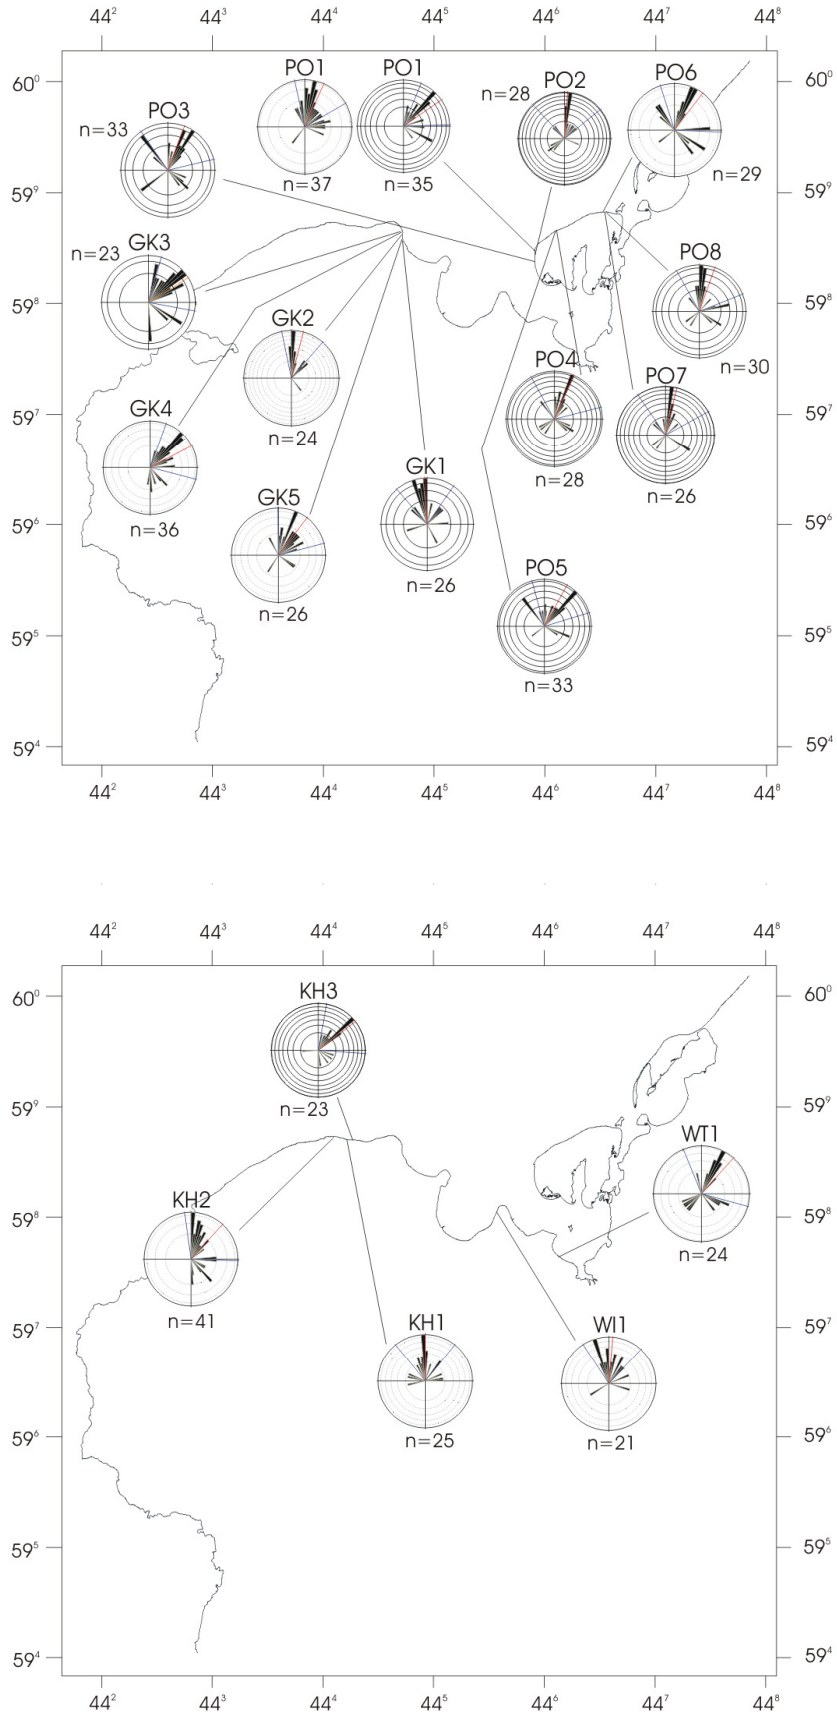 44² 44³ 44⁴ 44⁵ 44⁶ 44⁷ 44⁸
60⁰ 60⁰
PO1 PO1 PO2 PO6
n=28
PO3
n=33
n=37 n=35 n=29
59⁹ 59⁹
GK3 PO8
n=23
59⁸ 59⁸
GK2
PO4 n=30
PO7
n=24
GK4
59⁷ 59⁷
GK1 n=28
GK5 n=26
n=36
59⁶ 59⁶
PO5
n=26
n=26
59⁵ 59⁵
n=33
59⁴ 59⁴
44² 44³ 44⁴ 44⁵ 44⁶ 44⁷ 44⁸
44² 44³ 44⁴ 44⁵ 44⁶ 44⁷ 44⁸
KH3
60⁰ 60⁰
59⁹ 59⁹
n=23
WT1
KH2
59⁸ 59⁸
n=24
n=41 KH1 WI1
59⁷ 59⁷
59⁶ 59⁶
n=25 n=21
59⁵ 59⁵
59⁴ 59⁴
44² 44³ 44⁴ 44⁵ 44⁶ 44⁷ 44⁸